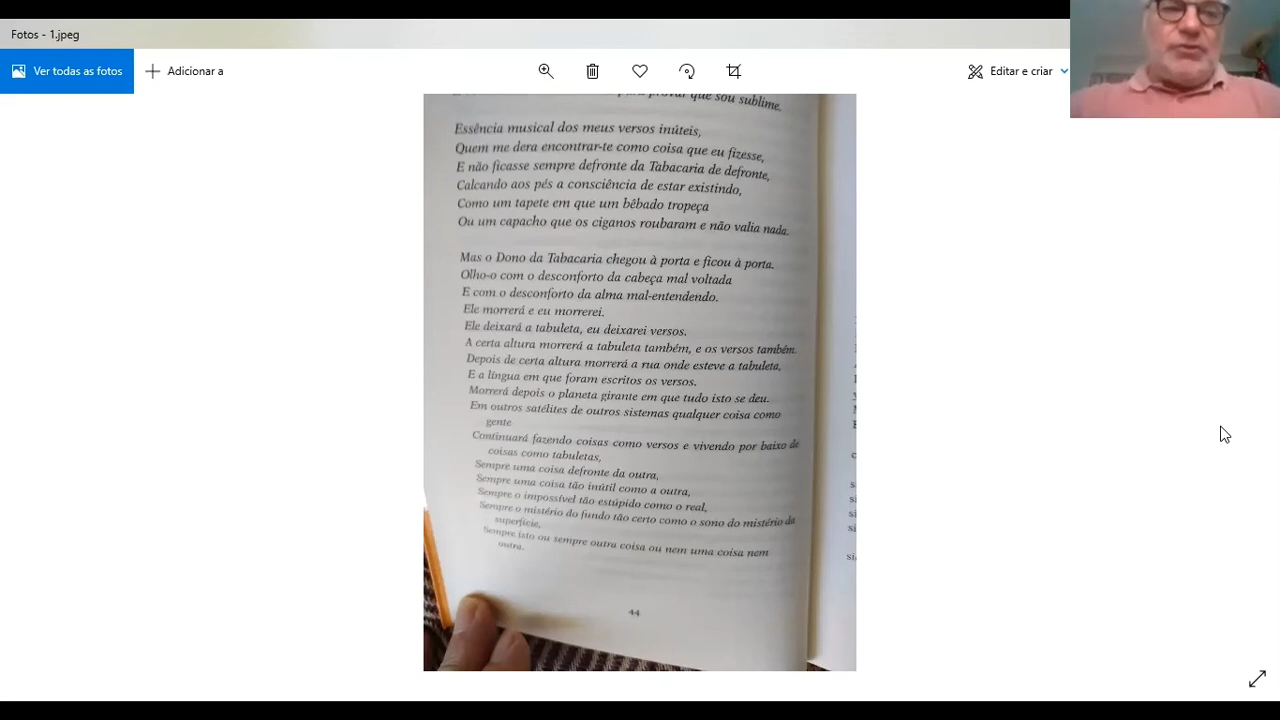 Fotos - 1.jpeg
Ver todas as fotos
Adicionar a
Editar e criar
para provar que sou sublime.
Essência musical dos meus versos inúteis,
Quem me dera encontrar-te como coisa que eu fizesse,
E não ficasse sempre defronte da Tabacaria de defronte,
Calcando aos pés a consciência de estar existindo,
Como um tapete em que um bêbado tropeça
Ou um capacho que os ciganos roubaram e não valia nada.
Mas o Dono da Tabacaria chegou à porta e ficou à porta.
Olho-o com o desconforto da cabeça mal voltada
E com o desconforto da alma mal-entendendo.
Ele morrerá e eu morrerei.
Ele deixará a tabuleta, eu deixarei versos.
A certa altura morrerá a tabuleta também, e os versos também.
Depois de certa altura morrerá a rua onde esteve a tabuleta,
E a língua em que foram escritos os versos.
Morrerá depois o planeta girante em que tudo isto se deu.
Em outros satélites de outros sistemas qualquer coisa como
gente
Continuará fazendo coisas como versos e vivendo por baixo de
coisas como tabuletas,
Sempre uma coisa defronte da outra,
Sempre uma coisa tão inútil como a outra,
Sempre o impossível tão estúpido como o real,
Sempre o mistério do fundo tão certo como o sono do mistério da
superfície,
Sempre isto ou sempre outra coisa ou nem uma coisa nem
outra.
44